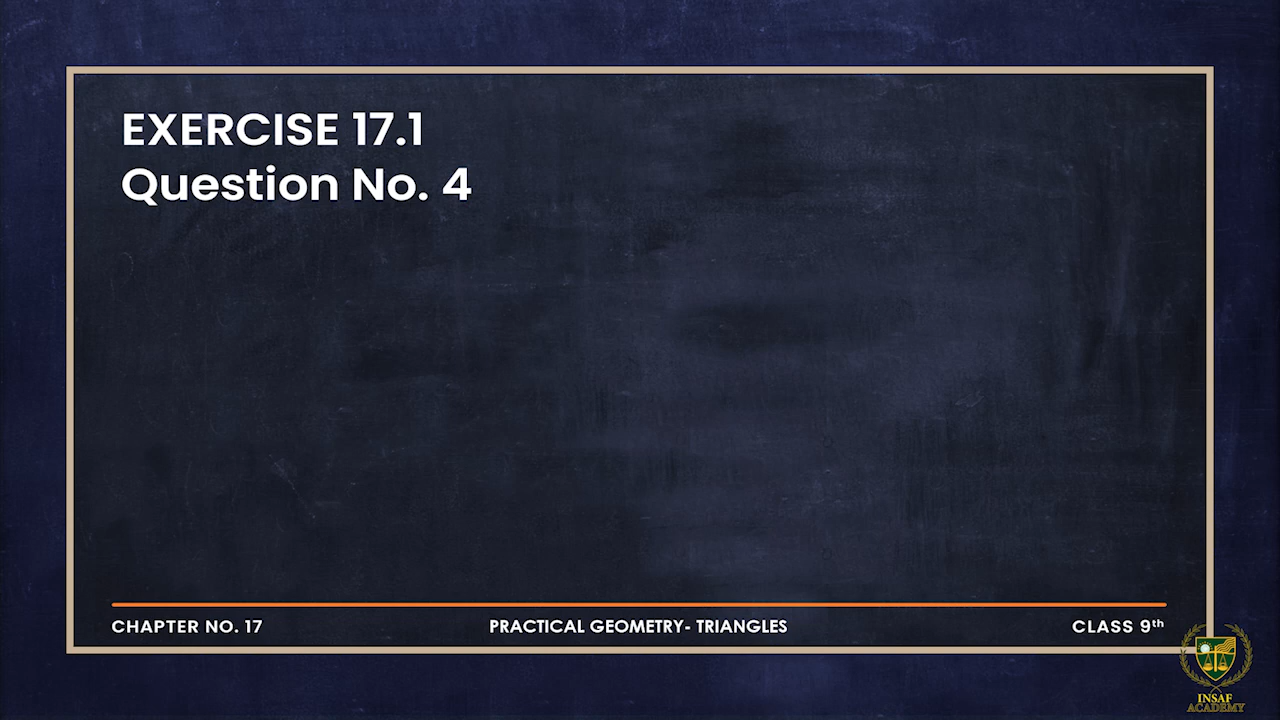 EXERCISE 17.1
Question No. 4
CHAPTER NO. 17
PRACTICAL GEOMETRY- TRIANGLES
CLASS 9th
INSAF
ACADEMY